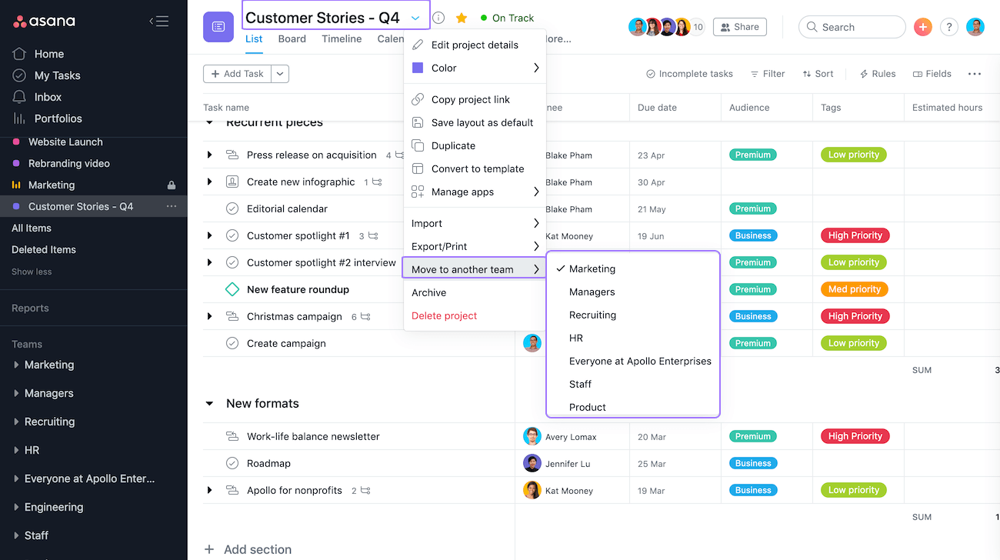 asana
Home
My Tasks
Inbox
Portfolios
Website Launch
Rebranding video
Marketing
Customer Stories - Q4
All Items
Deleted Items
Show less
Reports
Teams
Marketing
Managers
Recruiting
HR
Everyone at Apollo Enter...
Engineering
Staff
Customer Stories - Q4
On Track
List Board Timeline Calen ore...
10
Share
Search
?
Add Task
Incomplete tasks Filter Sort Rules Fields
Task name nee Due date Audience Tags Estimated hours
Recurrent pieces
Press release on acquisition 4 Blake Pham 23 Apr Premium Low priority
Create new infographic 1 Blake Pham 30 Apr
Editorial calendar Blake Pham 21 May Premium
Customer spotlight #1 3 Kat Mooney 19 Jun Business High Priority
Customer spotlight #2 interview Premium Low priority
New feature roundup Premium Med priority
Christmas campaign 6 Business High Priority
Create campaign Premium Low priority
SUM 3
New formats
Work-life balance newsletter Avery Lomax 20 Mar Premium High Priority
Roadmap Jennifer Lu 25 Mar Business
Apollo for nonprofits 2 Kat Mooney 19 Mar Business Low priority
SUM 1
Add section
Edit project details
Color
Copy project link
Save layout as default
Duplicate
Convert to template
Manage apps
Import
Export/Print
Move to another team
Archive
Delete project
Marketing
Managers
Recruiting
HR
Everyone at Apollo Enterprises
Staff
Product